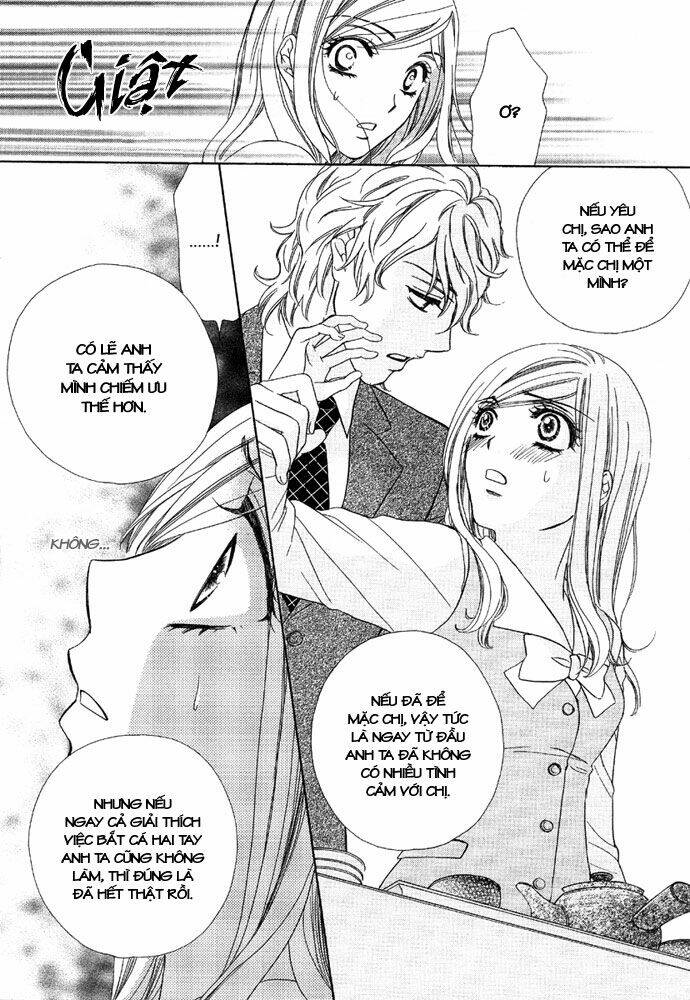 Giật
Ơ?
NẾU YÊU
CHỊ, SAO ANH
TA CÓ THỂ ĐỂ
MẶC CHỊ MỘT
MÌNH?
......!
CÓ LẼ ANH
TA CẢM THẤY
MÌNH CHIẾM ƯU
THẾ HƠN.
KHÔNG...
NẾU ĐÃ ĐỂ
MẶC CHỊ, VẬY TỨC
LÀ NGAY TỪ ĐẦU
ANH TA ĐÃ KHÔNG
CÓ NHIỀU TÌNH
CẢM VỚI CHỊ.
NHƯNG NẾU
NGAY CẢ GIẢI THÍCH
VIỆC BẮT CÁ HAI TAY
ANH TA CŨNG KHÔNG
LÀM, THÌ ĐÚNG LÀ
ĐÃ HẾT THẬT RỒI.